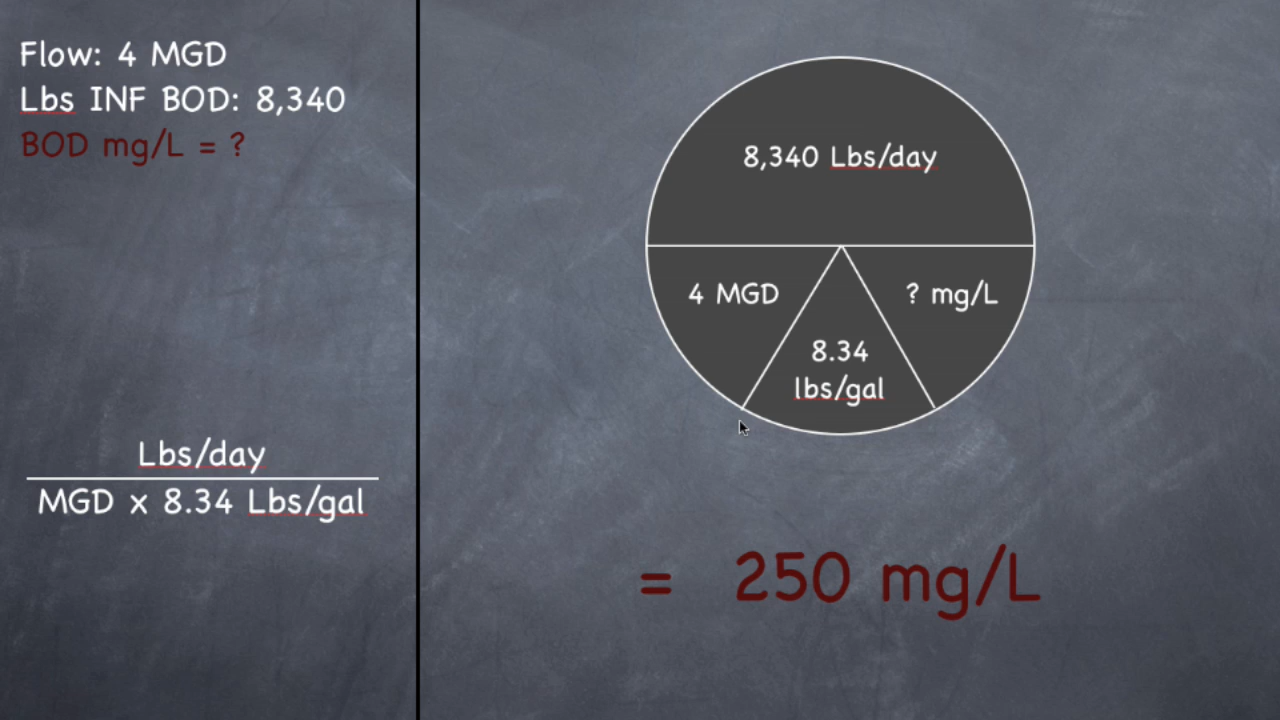 Flow: 4 MGD
Lbs INF BOD: 8,340
BOD mg/L = ?
Lbs/day
MGD x 8.34 Lbs/gal
8,340 Lbs/day
4 MGD
? mg/L
8.34
lbs/gal
= 250 mg/L